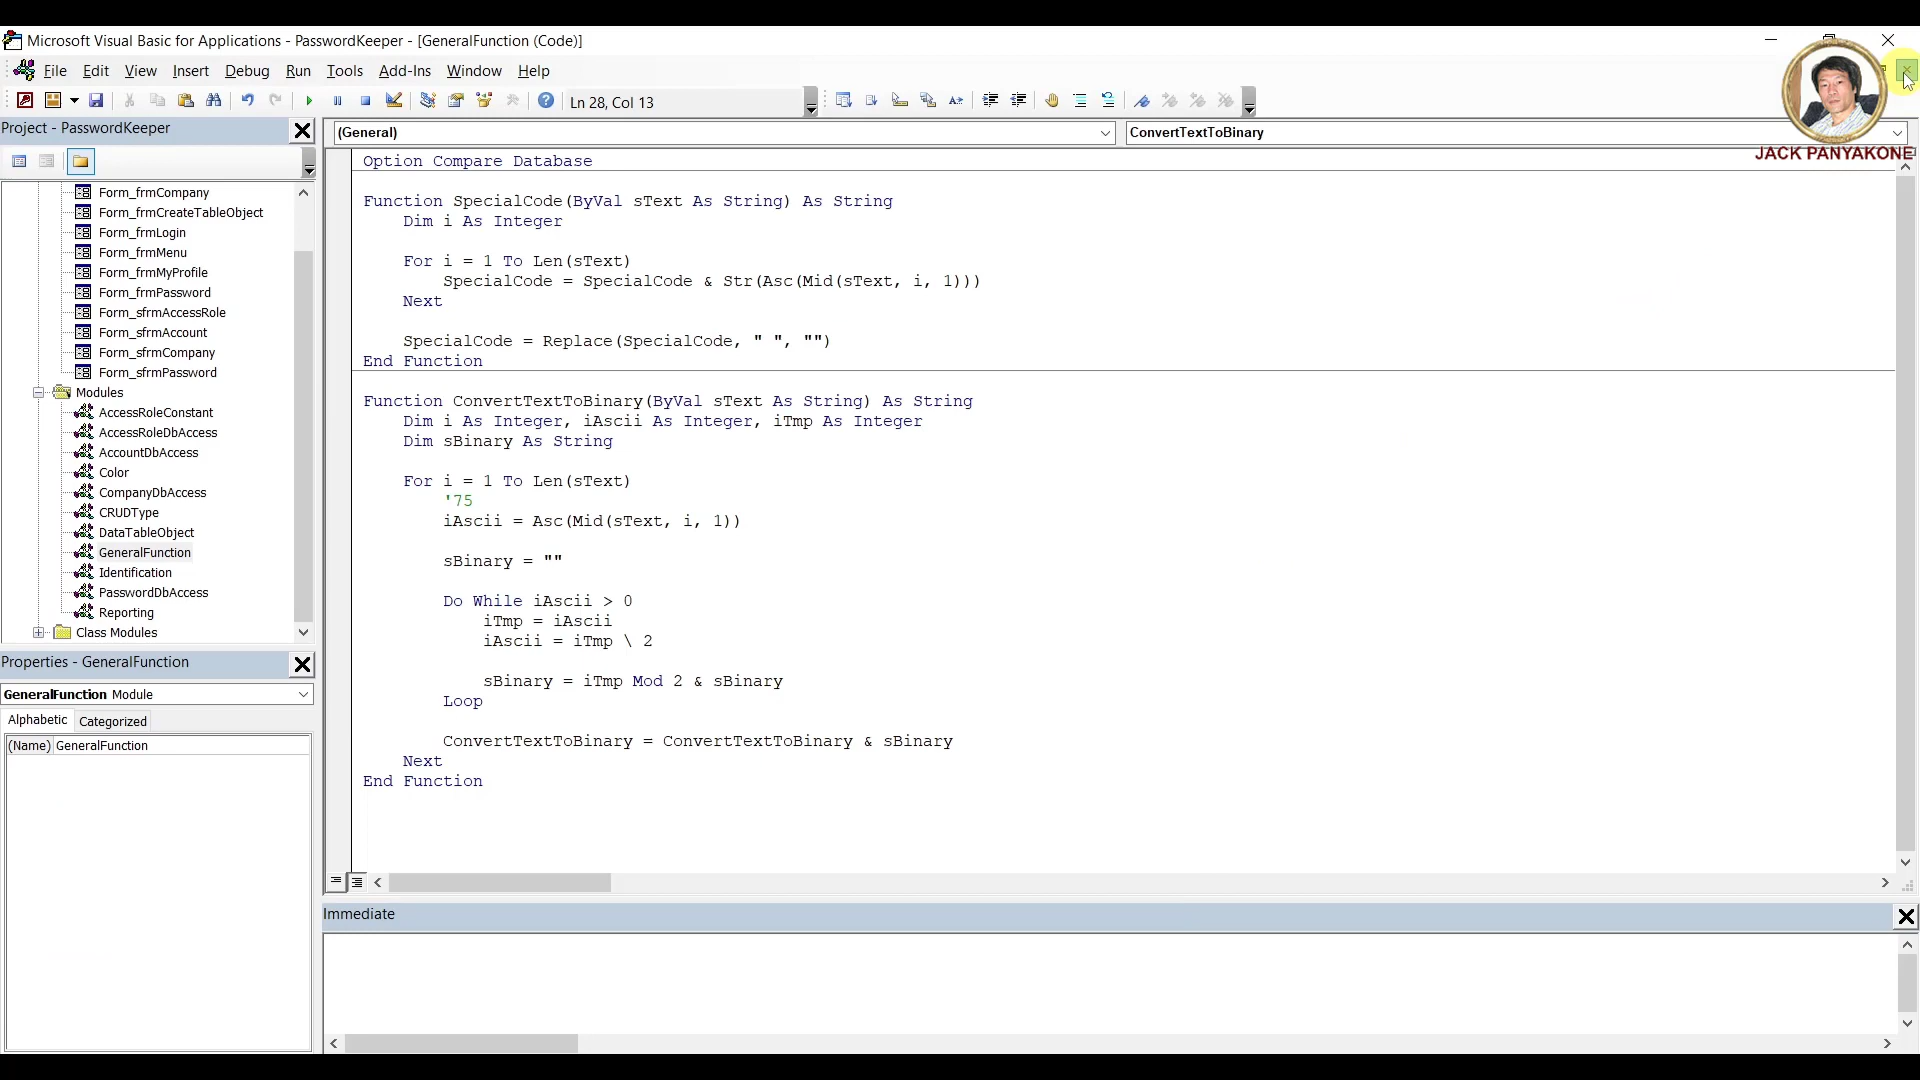 Microsoft Visual Basic for Applications - PasswordKeeper - [GeneralFunction (Code)]
File Edit View Insert Debug Run Tools Add-Ins Window Help
Ln 28, Col 13
JACK PANYAKONE
Project - PasswordKeeper
Form_frmCompany
Form_frmCreateTableObject
Form_frmLogin
Form_frmMenu
Form_frmMyProfile
Form_frmPassword
Form_sfrmAccessRole
Form_sfrmAccount
Form_sfrmCompany
Form_sfrmPassword
Modules
AccessRoleConstant
AccessRoleDbAccess
AccountDbAccess
Color
CompanyDbAccess
CRUDType
DataTableObject
GeneralFunction
Identification
PasswordDbAccess
Reporting
Class Modules
Properties - GeneralFunction
GeneralFunction Module
Alphabetic Categorized
(Name) GeneralFunction
(General) ConvertTextToBinary
Option Compare Database
Function SpecialCode(ByVal sText As String) As String
Dim i As Integer
For i = 1 To Len(sText)
SpecialCode = SpecialCode & Str(Asc(Mid(sText, i, 1)))
Next
SpecialCode = Replace(SpecialCode, " ", "")
End Function
Function ConvertTextToBinary(ByVal sText As String) As String
Dim i As Integer, iAscii As Integer, iTmp As Integer
Dim sBinary As String
For i = 1 To Len(sText)
'75
iAscii = Asc(Mid(sText, i, 1))
sBinary = ""
Do While iAscii > 0
iTmp = iAscii
iAscii = iTmp \ 2
sBinary = iTmp Mod 2 & sBinary
Loop
ConvertTextToBinary = ConvertTextToBinary & sBinary
Next
End Function
Immediate